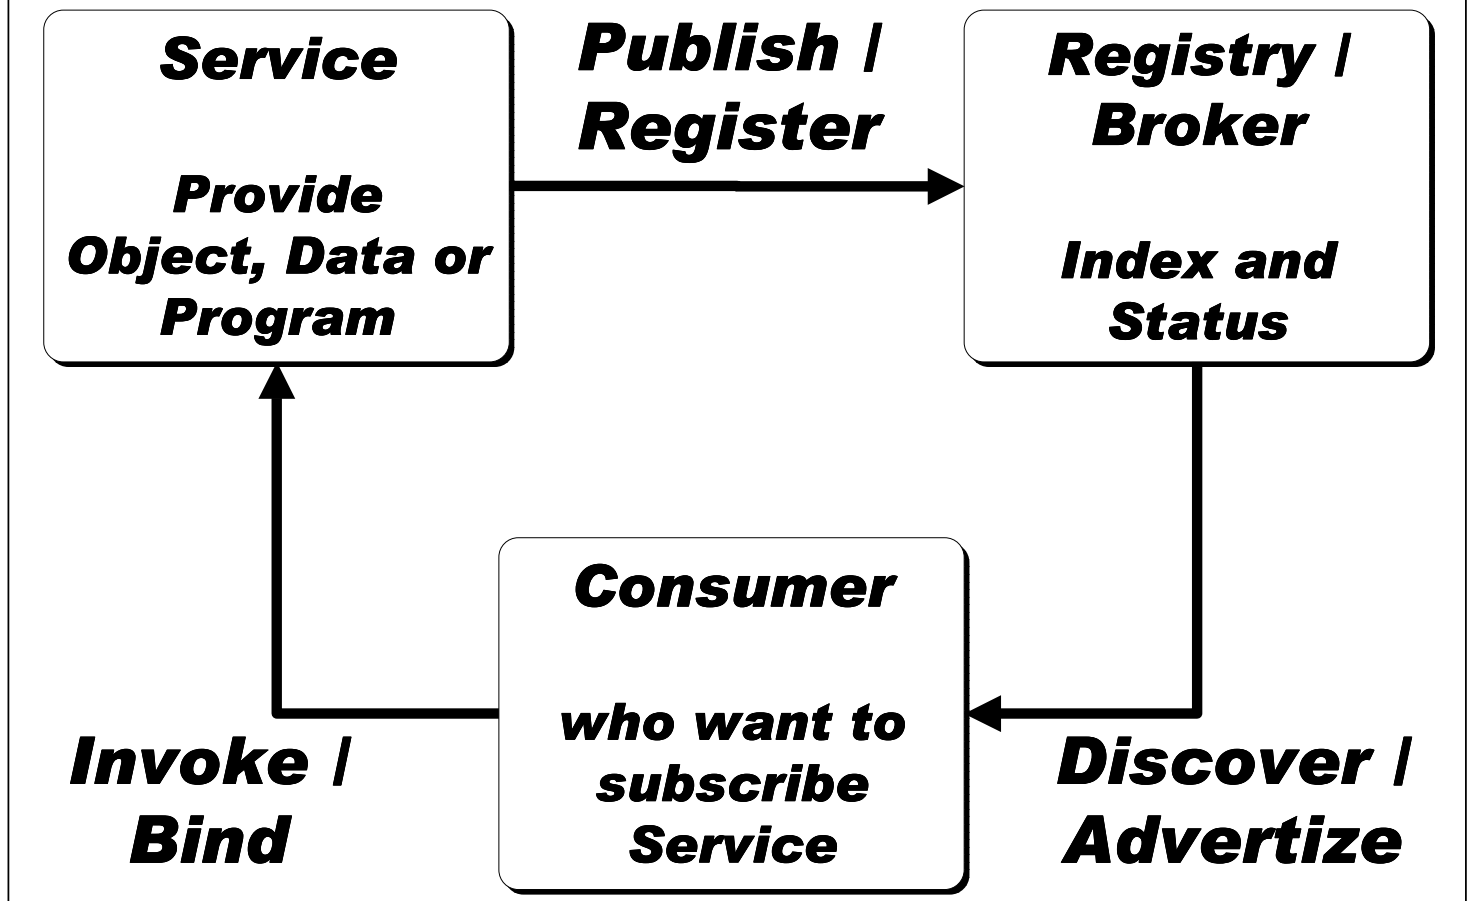 Service
Provide
Object, Data or
Program
Publish /
Register
Registry /
Broker
Index and
Status
Consumer
who want to
subscribe
Service
Invoke /
Bind
Discover /
Advertize